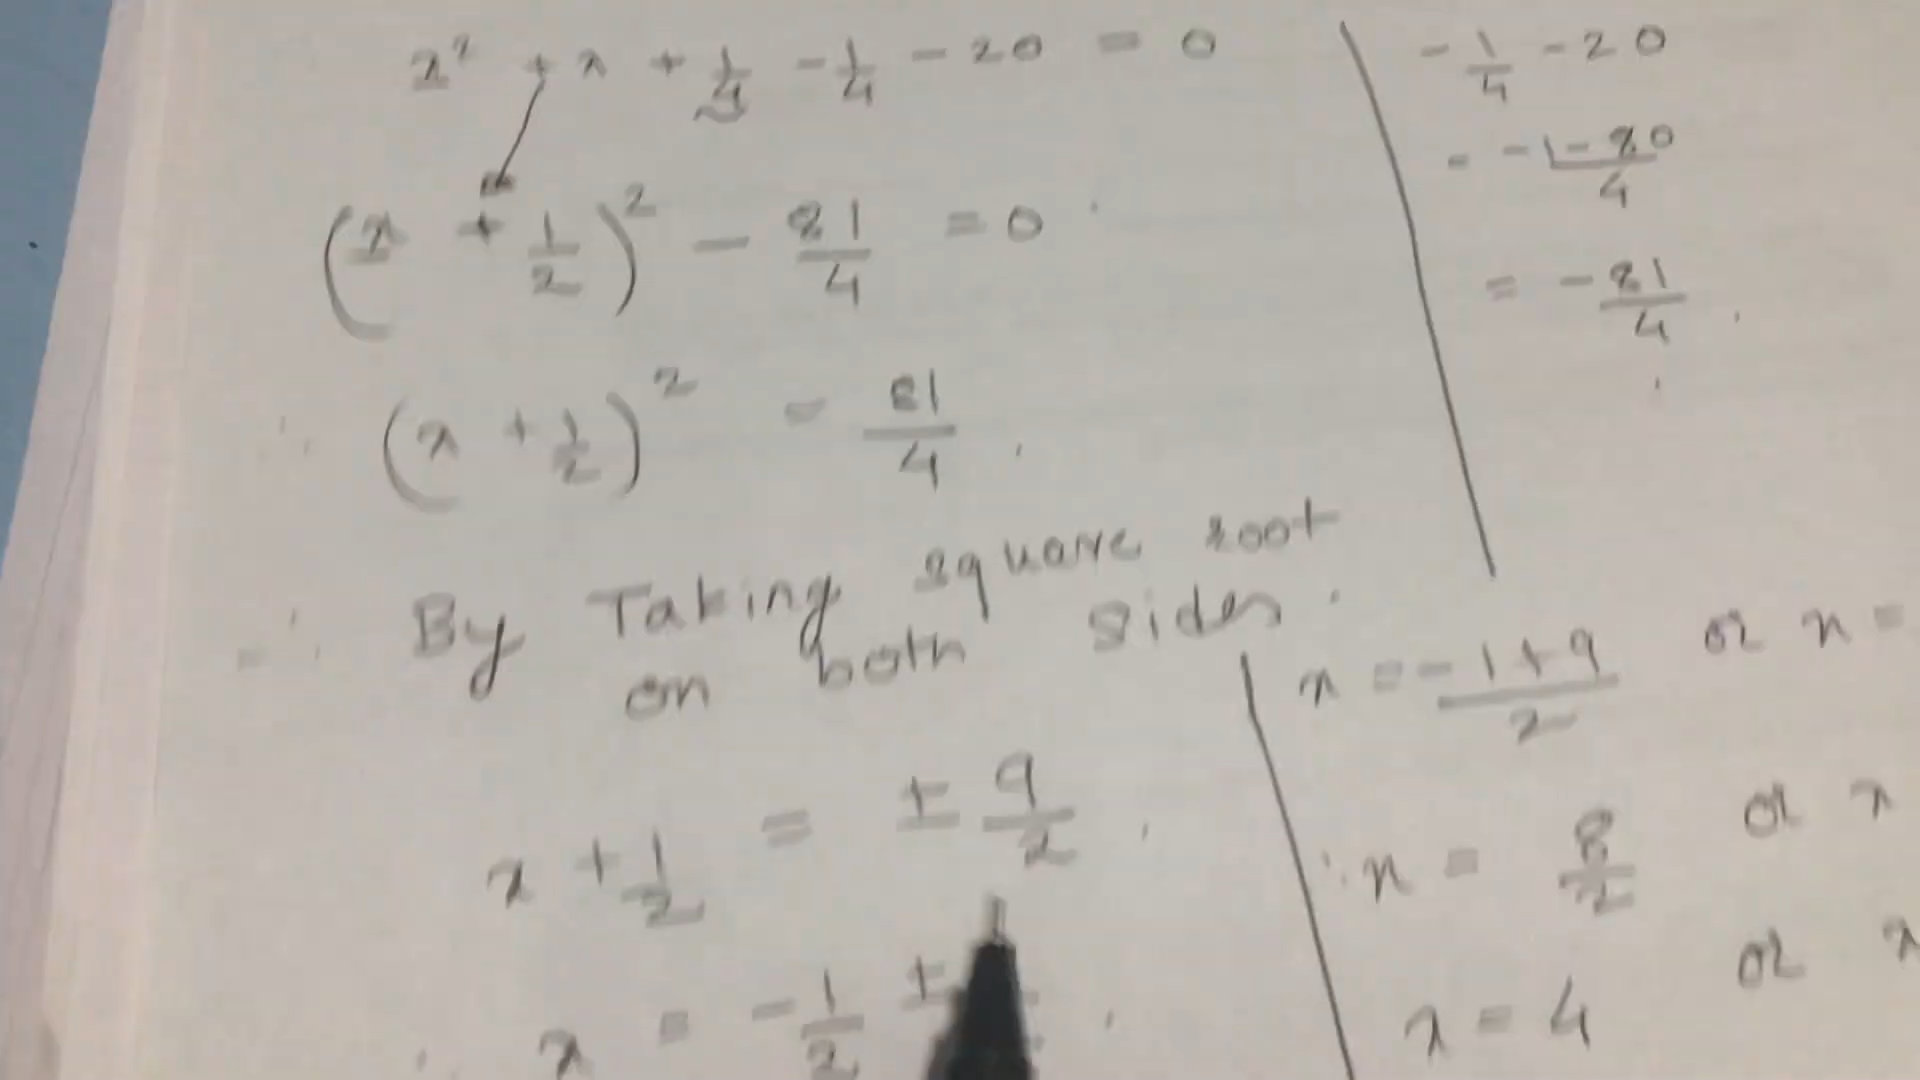 x² + x + 1/4 - 1/4 - 20 = 0
(x + 1/2)² - 81/4 = 0
∴ (x + 1/2)² = 81/4 .
∴ By Taking square root
on both sides .
x + 1/2 = ± 9/2 .
∴ x = - 1/2 ±
- 1/4 - 20
= -1-80/4
= - 81/4 .
x = -1+9/2 or x =
∴ x = 8/2 or x
x = 4 or x